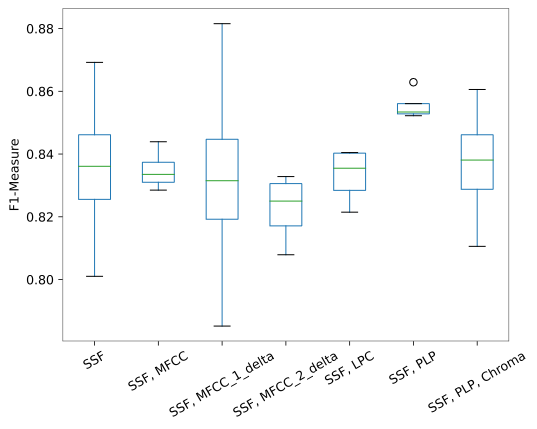 0.88
0.86
0.84
0.82
0.80
F1-Measure
SSF
SSF, MFCC
SSF, MFCC_1_delta
SSF, MFCC_2_delta
SSF, LPC
SSF, PLP
SSF, PLP, Chroma